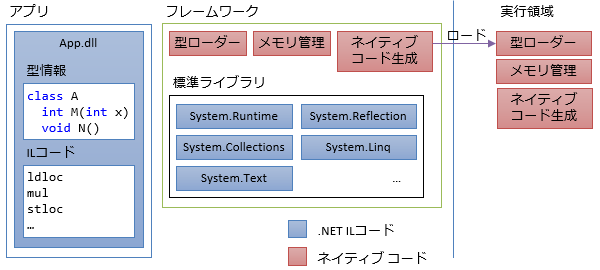 アプリ
App.dll
型情報
class A
int M(int x)
void N()
ILコード
ldloc
mul
stloc
…
フレームワーク
型ローダー
メモリ管理
ネイティブ
コード生成
標準ライブラリ
System.Runtime
System.Reflection
System.Collections
System.Linq
System.Text
…
ロード
実行領域
型ローダー
メモリ管理
ネイティブ
コード生成
.NET ILコード
ネイティブ コード